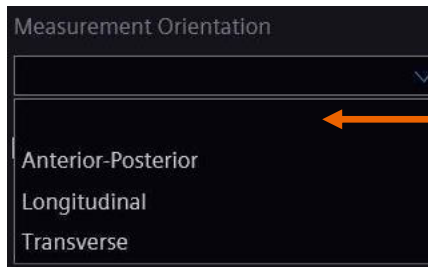 Measurement Orientation
Anterior-Posterior
Longitudinal
Transverse